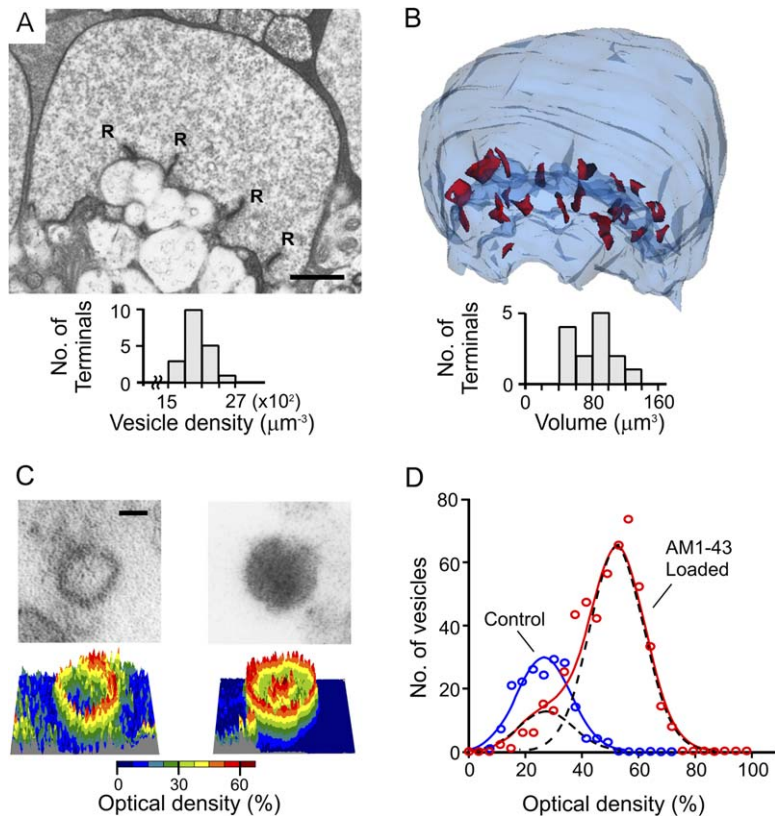 A
R
R
R
R
No. of
Terminals
10
5
0
15
27 (x10²)
Vesicle density (μm⁻³)
B
No. of
Terminals
5
0
0
80
160
Volume (μm³)
C
0
30
60
Optical density (%)
D
No. of vesicles
80
60
40
20
0
Control
AM1-43
Loaded
0
20
40
60
80
100
Optical density (%)